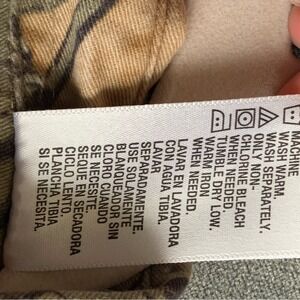 MACHINE
WARM
WASH SEPARATELY.
ONLY NON-
CHLORINE BLEACH
WHEN NEEDED.
TUMBLE DRY LOW.
WARM IRON
WHEN NEEDED.
LAVAR EN LAVADORA
CON AGUA TIBIA.
LAVAR
SEPARADAMENTE.
USE SOLAMENTE
BLANQUEADOR SIN
CLORO CUANDO
SE NECESITE.
SEQUE EN SECADORA
CICLO LENTO.
PLANCHA TIBIA
SI SE NECESITA.